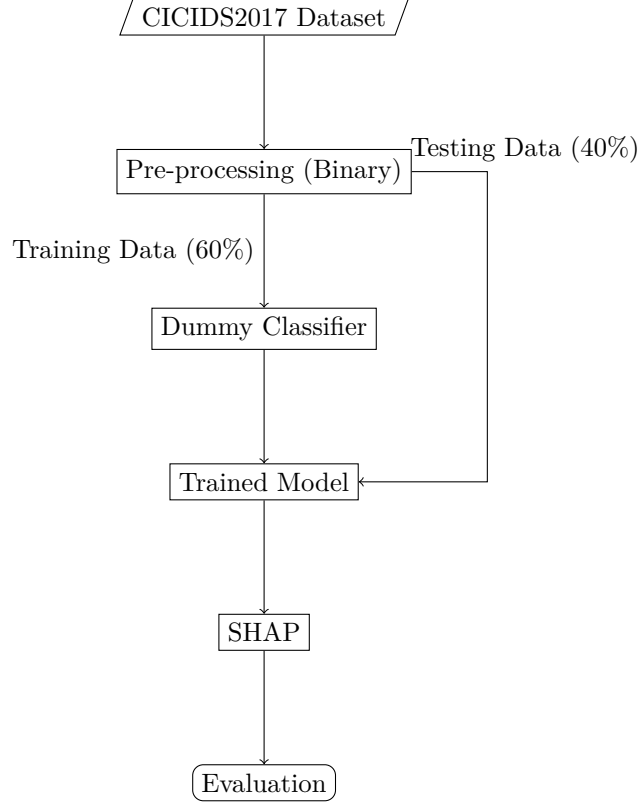 CICIDS2017 Dataset
Pre-processing (Binary)
Testing Data (40%)
Training Data (60%)
Dummy Classifier
Trained Model
SHAP
Evaluation